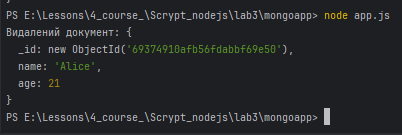 PS E:\Lessons\4_course_\Scrypt_nodejs\lab3\mongoapp> node app.js
Видалений документ: {
  _id: new ObjectId('69374910afb56fdabbf69e50'),
  name: 'Alice',
  age: 21
}
PS E:\Lessons\4_course_\Scrypt_nodejs\lab3\mongoapp>